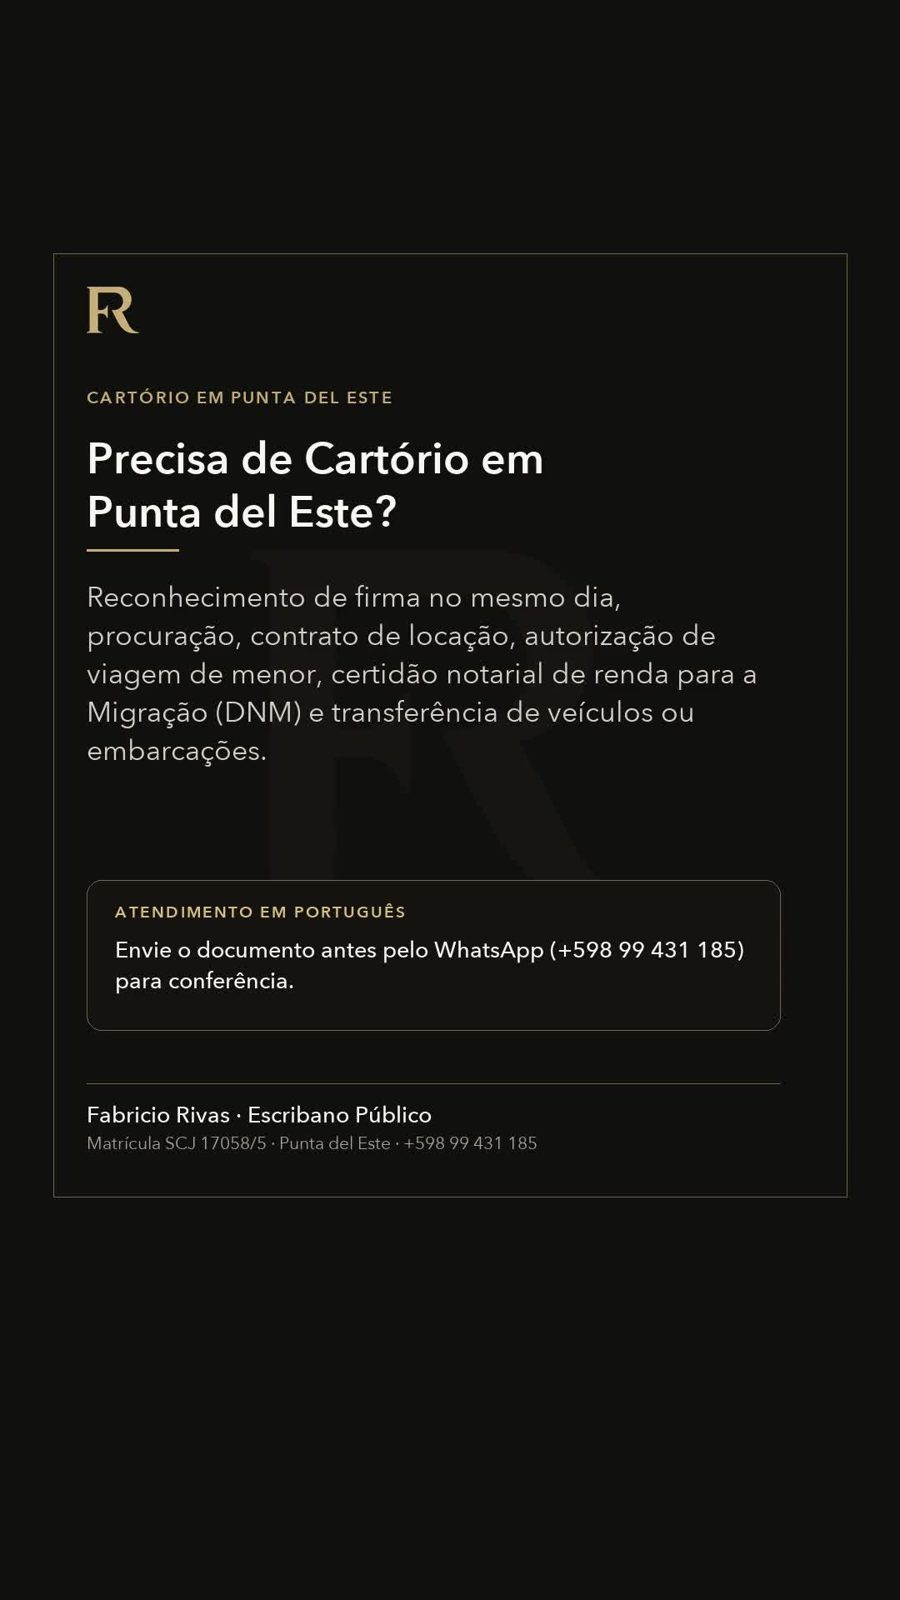 FR
CARTÓRIO EM PUNTA DEL ESTE
Precisa de Cartório em
Punta del Este?
Reconhecimento de firma no mesmo dia,
procuração, contrato de locação, autorização de
viagem de menor, certidão notarial de renda para a
Migração (DNM) e transferência de veículos ou
embarcações.
ATENDIMENTO EM PORTUGUÊS
Envie o documento antes pelo WhatsApp (+598 99 431 185)
para conferência.
Fabricio Rivas · Escribano Público
Matrícula SCJ 17058/5 · Punta del Este · +598 99 431 185